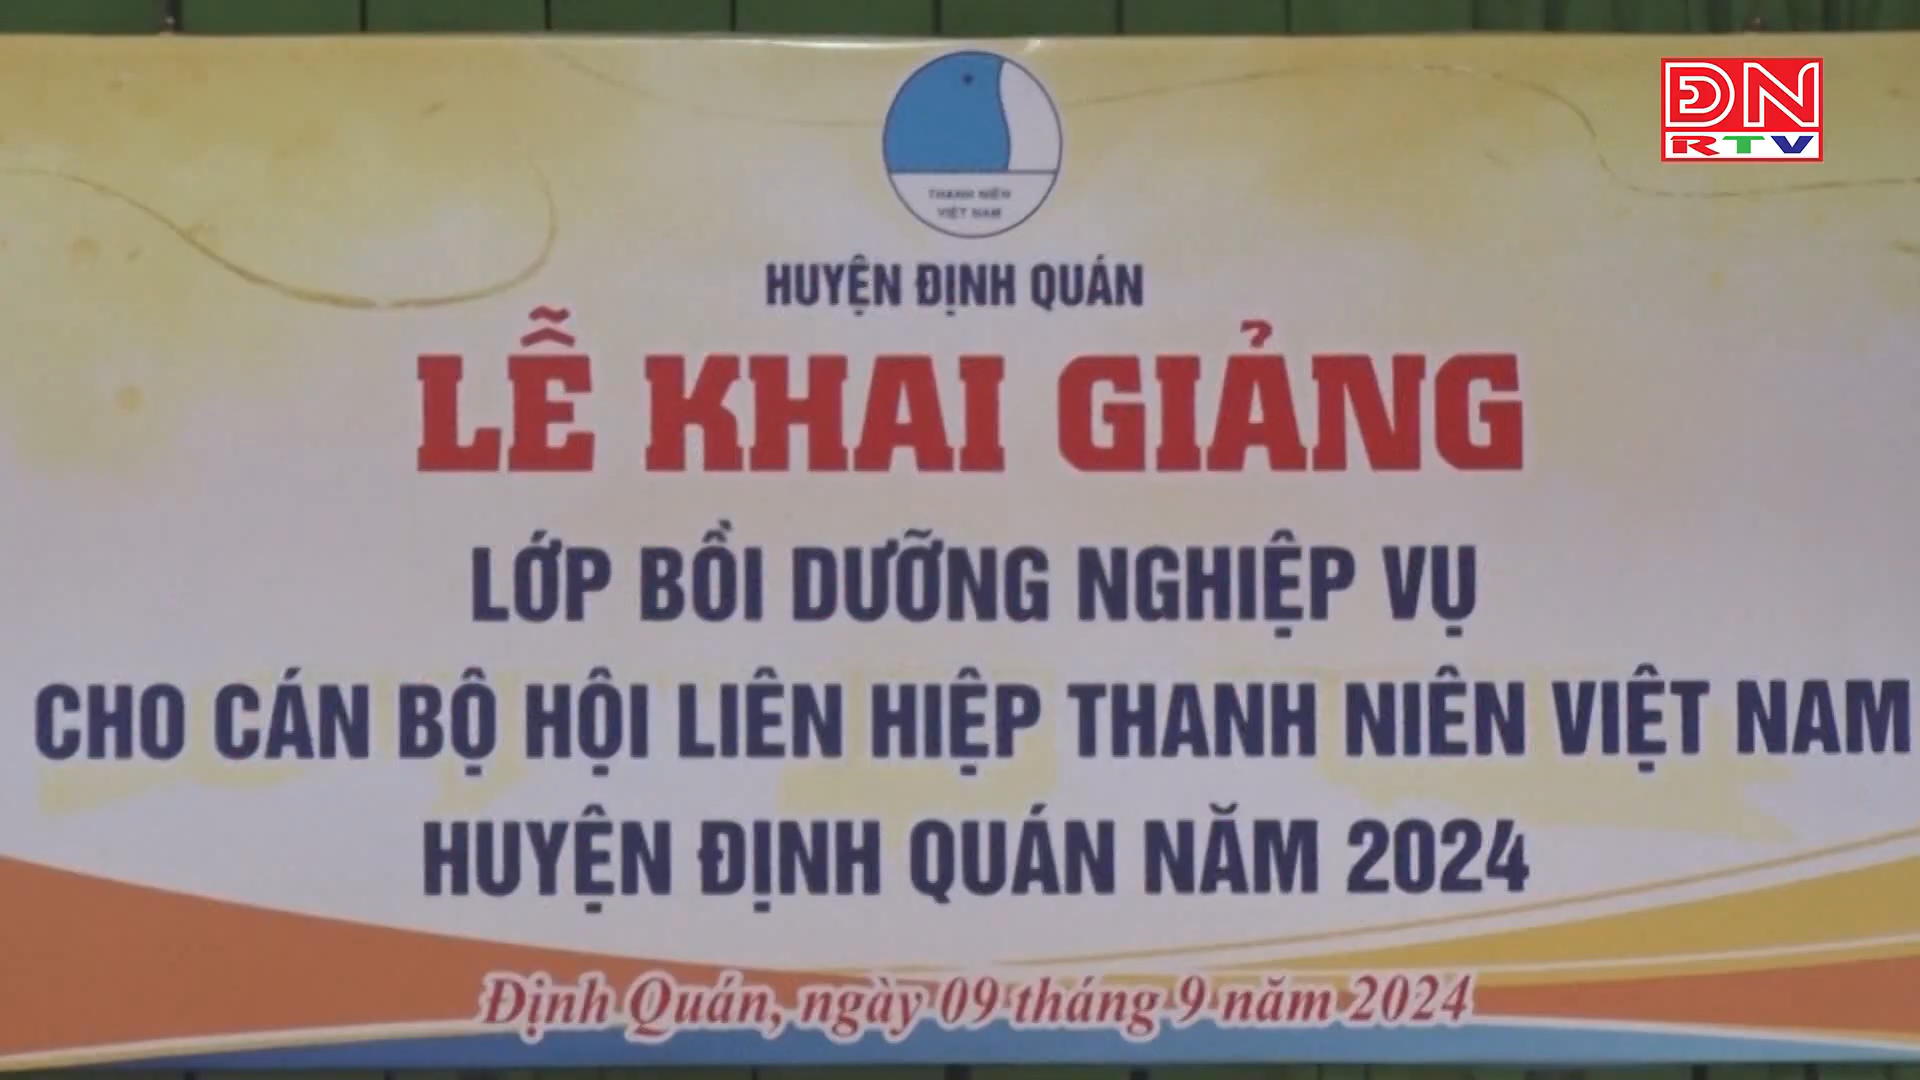 ĐN
RTV
THANH NIÊN
VIỆT NAM
HUYỆN ĐỊNH QUÁN
LỄ KHAI GIẢNG
LỚP BỒI DƯỠNG NGHIỆP VỤ
CHO CÁN BỘ HỘI LIÊN HIỆP THANH NIÊN VIỆT NAM
HUYỆN ĐỊNH QUÁN NĂM 2024
Định Quán, ngày 09 tháng 9 năm 2024